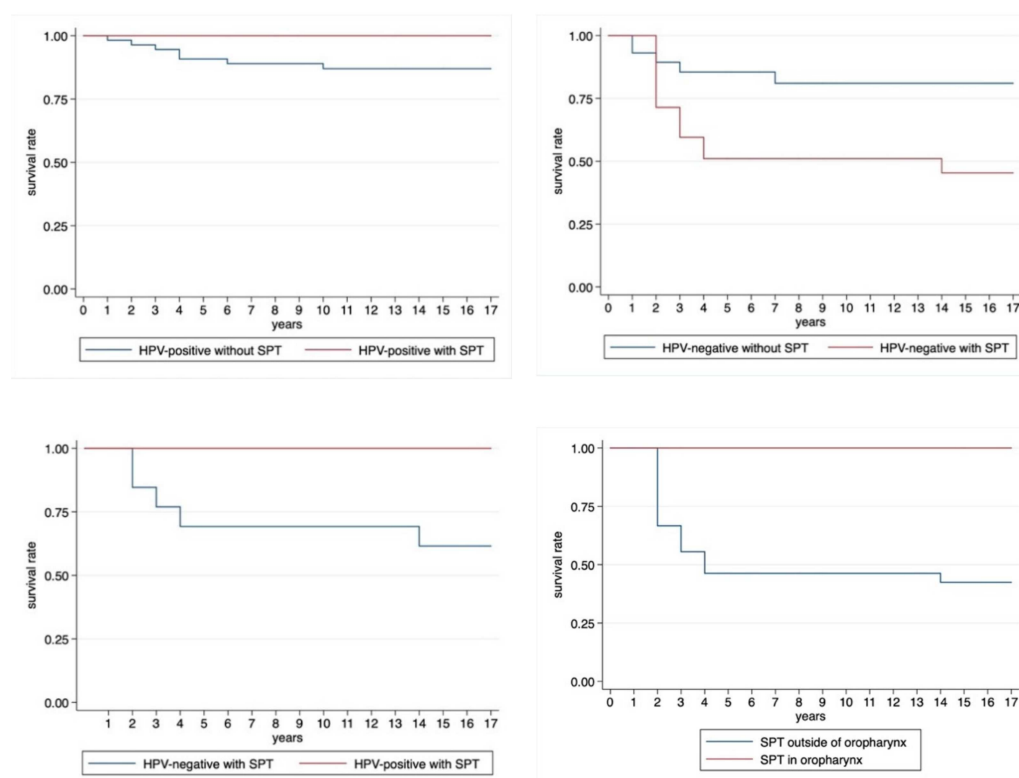 1.00
0.75
0.50
0.25
0.00
survival rate
0 1 2 3 4 5 6 7 8 9 10 11 12 13 14 15 16 17
years
HPV-positive without SPT HPV-positive with SPT
1.00
0.75
0.50
0.25
0.00
survival rate
0 1 2 3 4 5 6 7 8 9 10 11 12 13 14 15 16 17
years
HPV-negative without SPT HPV-negative with SPT
1.00
0.75
0.50
0.25
0.00
survival rate
1 2 3 4 5 6 7 8 9 10 11 12 13 14 15 16 17
years
HPV-negative with SPT HPV-positive with SPT
1.00
0.75
0.50
0.25
0.00
survival rate
0 1 2 3 4 5 6 7 8 9 10 11 12 13 14 15 16 17
years
SPT outside of oropharynx
SPT in oropharynx